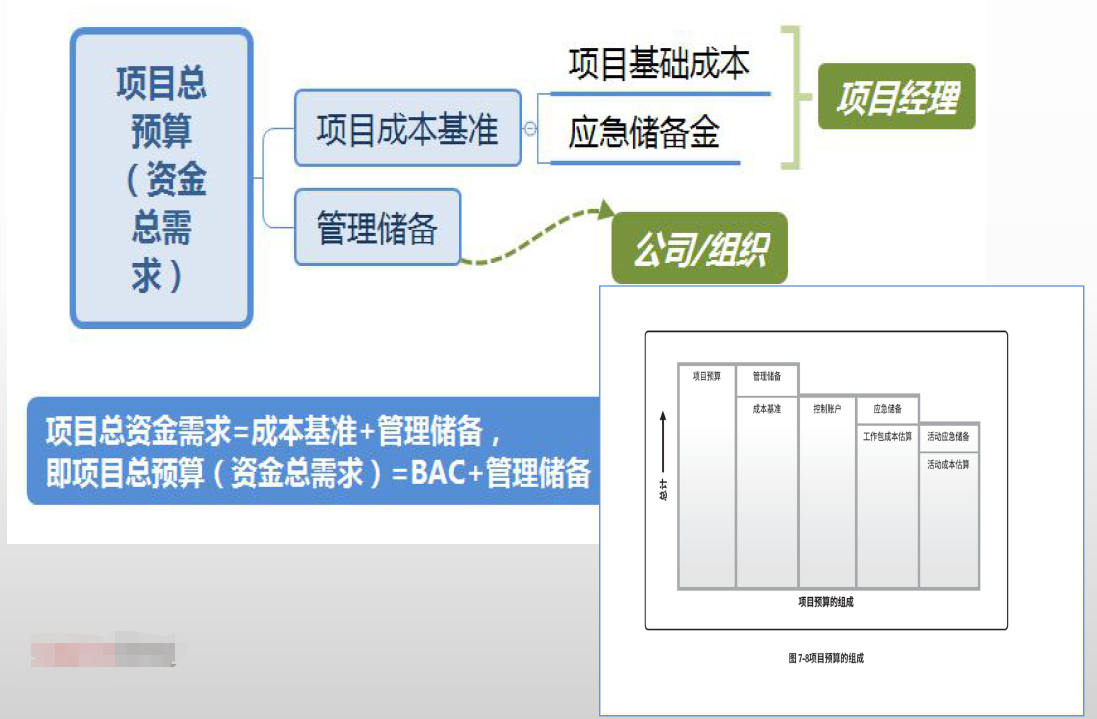 项目总
预算
（资金
总需
求）
项目成本基准
管理储备
项目基础成本
应急储备金
项目经理
公司/组织
项目总资金需求=成本基准+管理储备，
即项目总预算（资金总需求）=BAC+管理储备
项目预算
管理储备
成本基准
控制账户
应急储备
工作包成本估算
活动应急储备
活动成本估算
总计
项目预算的组成
图 7-8项目预算的组成